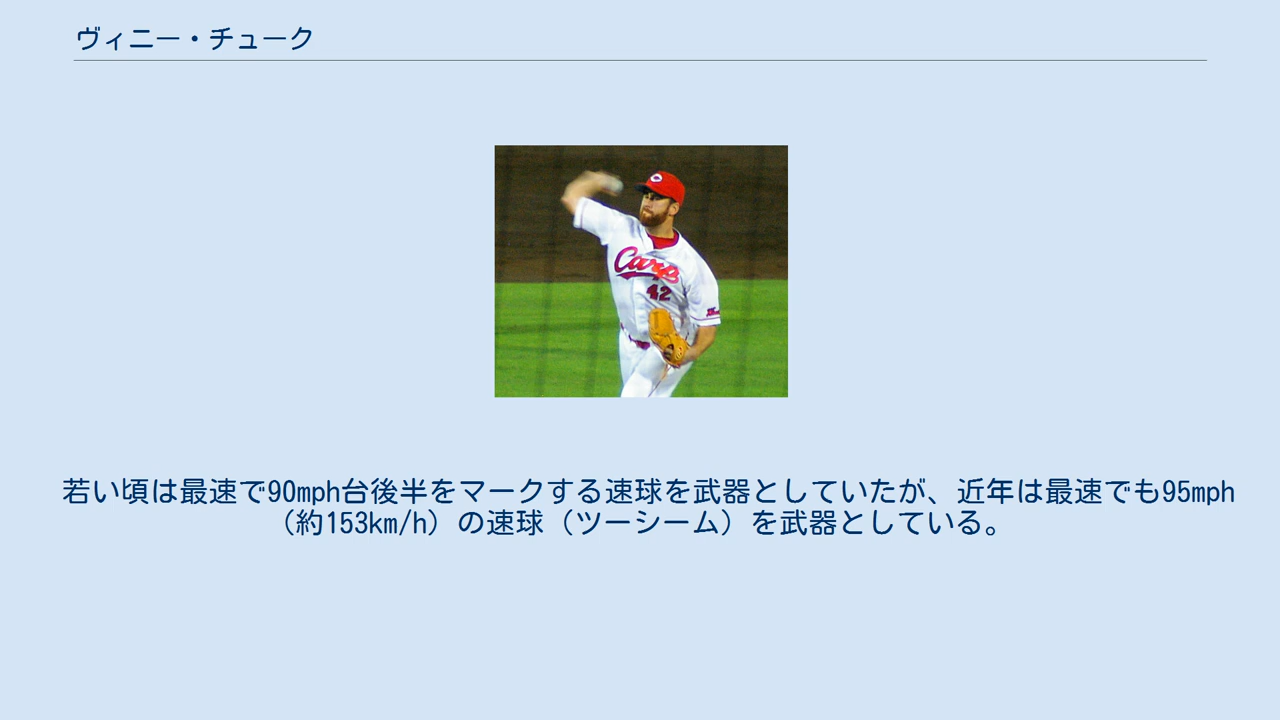 ヴィニー・チューク
Carp
42
若い頃は最速で90mph台後半をマークする速球を武器としていたが、近年は最速でも95mph
（約153km/h）の速球（ツーシーム）を武器としている。